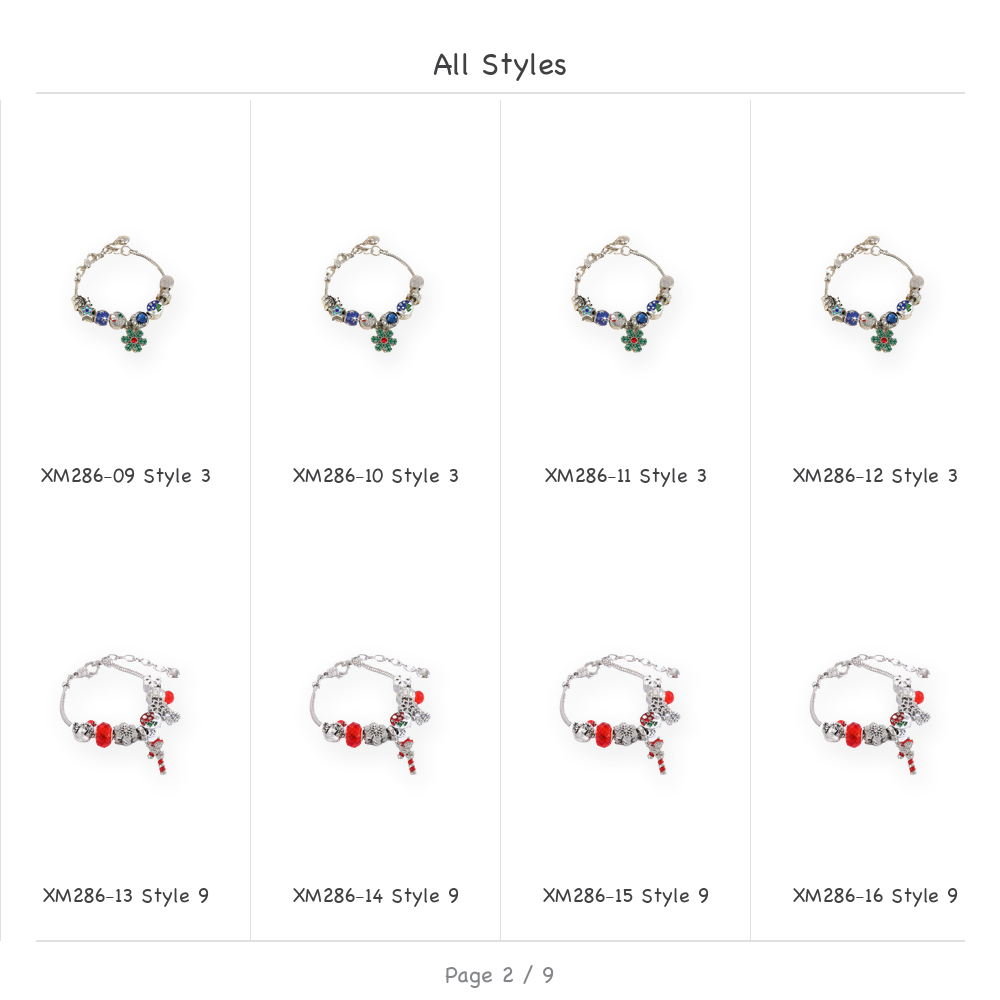 All Styles
XM286-09 Style 3
XM286-10 Style 3
XM286-11 Style 3
XM286-12 Style 3
XM286-13 Style 9
XM286-14 Style 9
XM286-15 Style 9
XM286-16 Style 9
Page 2 / 9